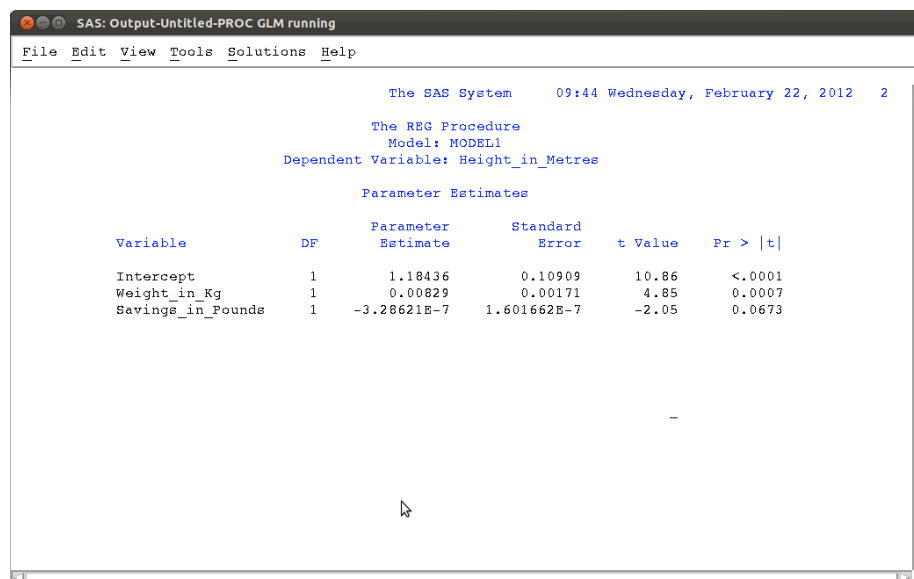 SAS: Output-Untitled-PROC GLM running
File Edit View Tools Solutions Help
The SAS System 09:44 Wednesday, February 22, 2012 2
The REG Procedure
Model: MODEL1
Dependent Variable: Height_in_Metres
Parameter Estimates
Parameter Standard
Variable DF Estimate Error t Value Pr > |t|
Intercept 1 1.18436 0.10909 10.86 <.0001
Weight_in_Kg 1 0.00829 0.00171 4.85 0.0007
Savings_in_Pounds 1 -3.28621E-7 1.601662E-7 -2.05 0.0673